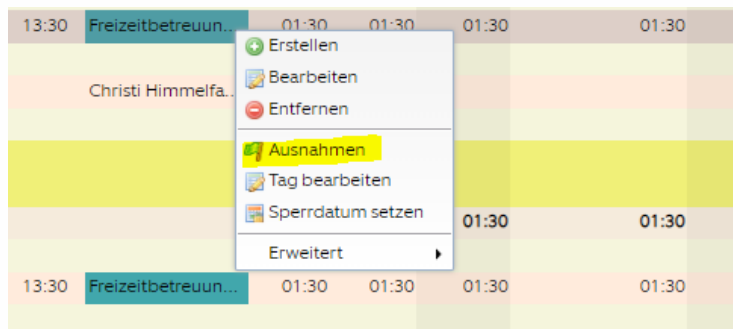 13:30 Freizeitbetreuun... 01:30 01:30 01:30 01:30
Erstellen
Bearbeiten
Christi Himmelfa...
Entfernen
Ausnahmen
Tag bearbeiten
Sperrdatum setzen
01:30 01:30
Erweitert
13:30 Freizeitbetreuun... 01:30 01:30 01:30 01:30